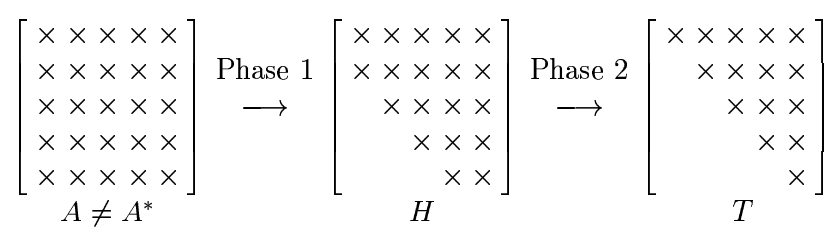 [ × × × × × ] [ × × × × × ] [ × × × × × ]
[ × × × × × ] Phase 1 [ × × × × × ] Phase 2 [ × × × × ]
[ × × × × × ] ⟶ [ × × × × ] ⟶ [ × × × ]
[ × × × × × ] [ × × × ] [ × × ]
[ × × × × × ] [ × × ] [ × ]
A ≠ A* H T